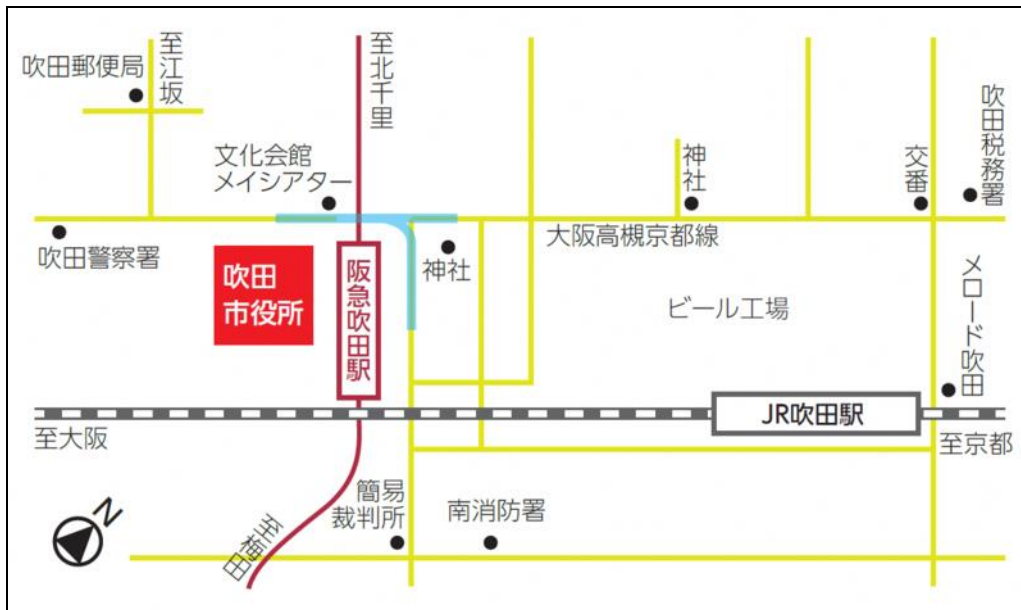 至江坂
吹田郵便局
至北千里
文化会館
メイシアター
神社
交番
吹田税務署
大阪高槻京都線
吹田警察署
吹田
市役所
阪急吹田駅
神社
ビール工場
メロード吹田
JR吹田駅
至大阪
至京都
簡易
裁判所
南消防署
至梅田
N